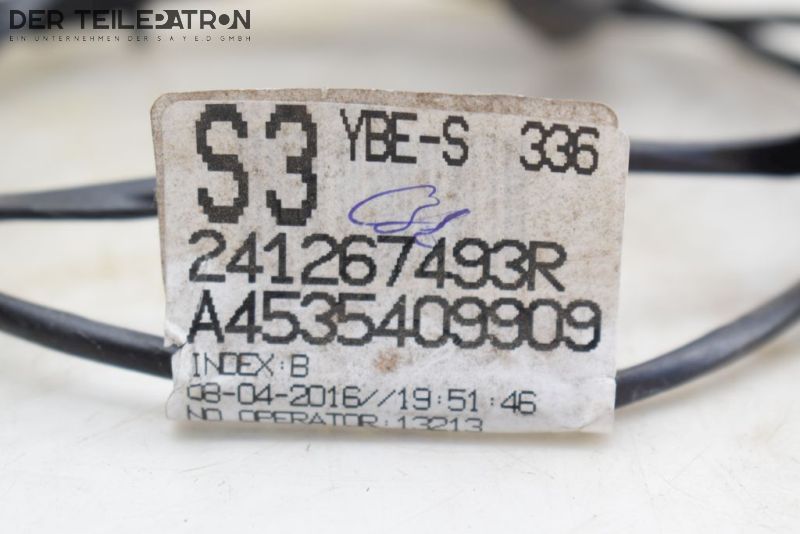 DER TEILEPATRON
EIN UNTERNEHMEN DER S A Y E.D GMBH
S3 YBE-S 336
241267493R
A4535409909
INDEX:B
08-04-2016//19:51:46
NO OPERATOR:13213